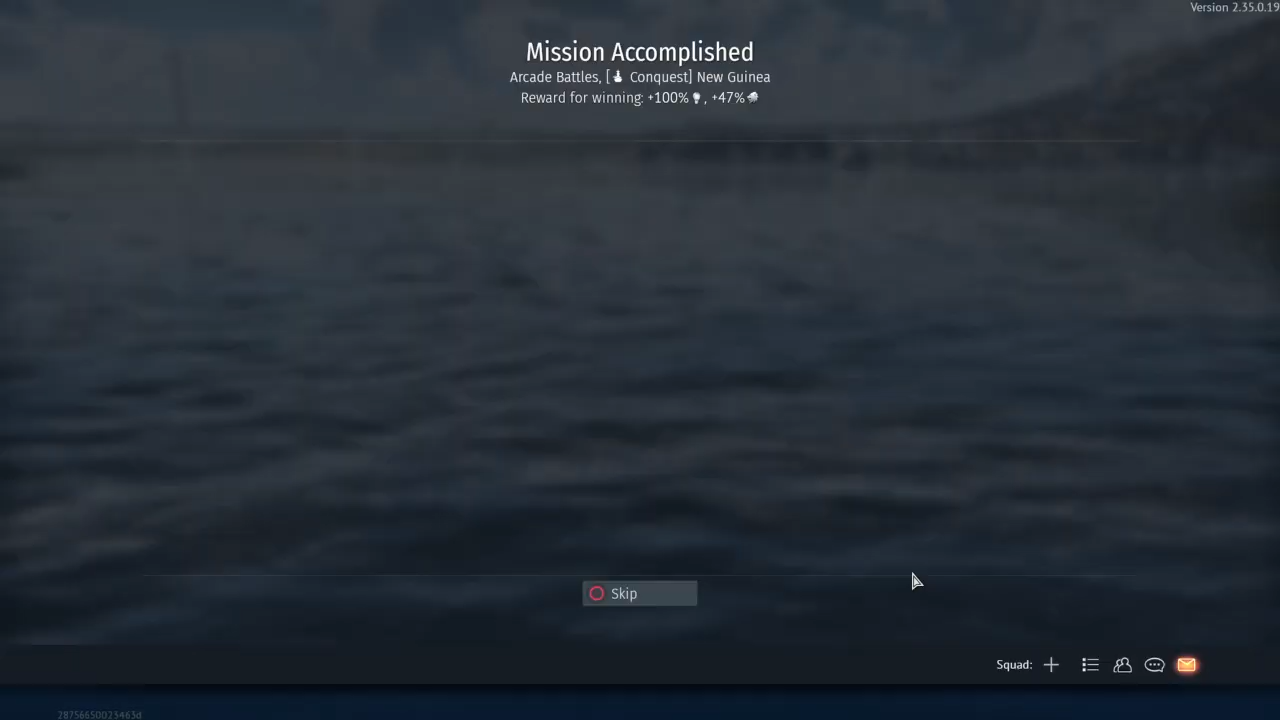 Version 2.35.0.19
Mission Accomplished
Arcade Battles, [ Conquest] New Guinea
Reward for winning: +100% , +47%
Skip
Squad:
28756650023463d